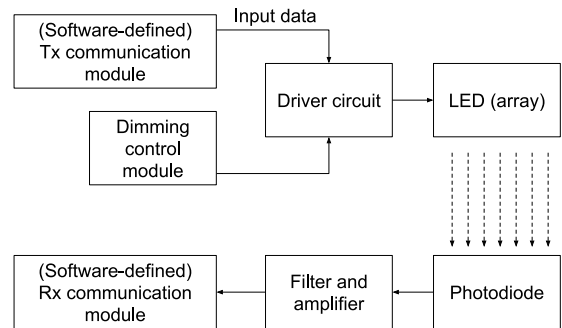 (Software-defined)
Tx communication
module
Input data
Driver circuit
LED (array)
Dimming
control
module
(Software-defined)
Rx communication
module
Filter and
amplifier
Photodiode